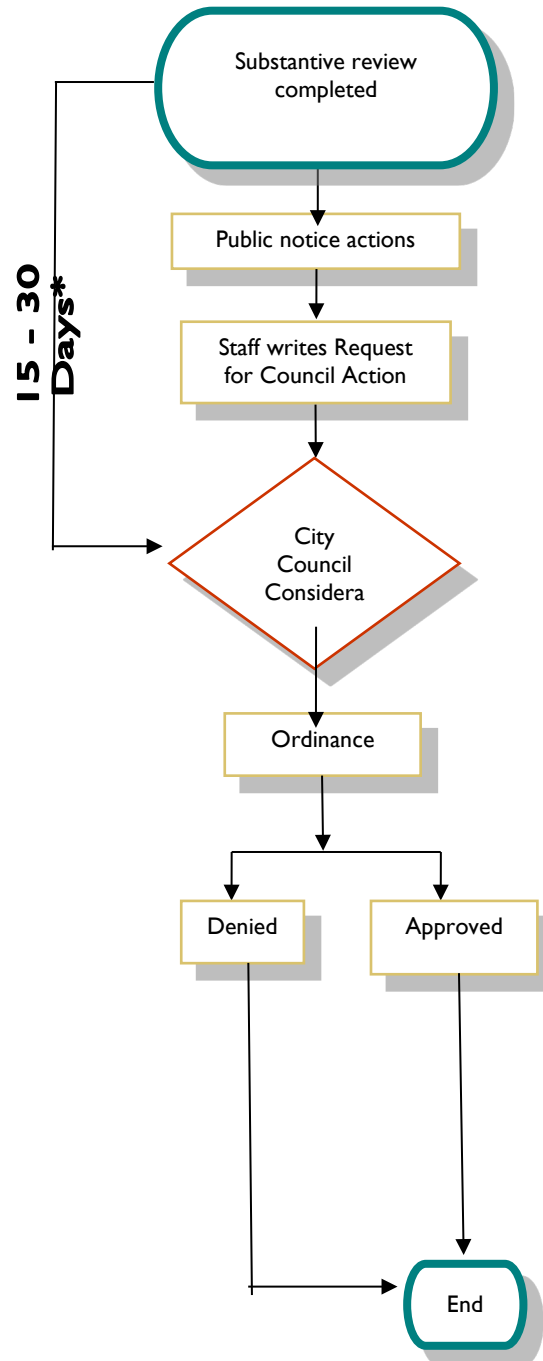 Substantive review
completed
Public notice actions
15 – 30
Days*
Staff writes Request
for Council Action
City
Council
Considera
Ordinance
Denied
Approved
End